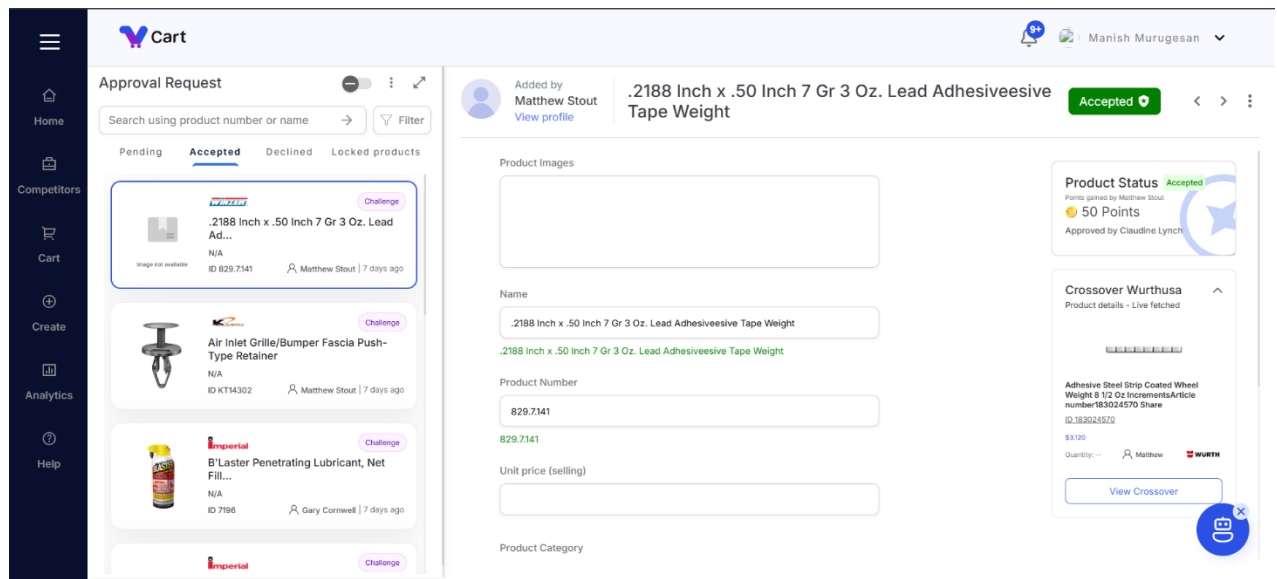 Cart
9+
Manish Murugesan
Home
Competitors
Cart
Create
Analytics
Help
Approval Request
Search using product number or name
Filter
Pending Accepted Declined Locked products
WINZER
Challenge
.2188 Inch x .50 Inch 7 Gr 3 Oz. Lead
Ad...
N/A
Image not available
ID 829.7.141 Matthew Stout | 7 days ago
Challenge
Air Inlet Grille/Bumper Fascia Push-
Type Retainer
N/A
ID KT14302 Matthew Stout | 7 days ago
Imperial
Challenge
B'Laster Penetrating Lubricant, Net
Fill...
N/A
ID 7196 Gary Cornwell | 7 days ago
Imperial
Challenge
Added by
Matthew Stout
View profile
.2188 Inch x .50 Inch 7 Gr 3 Oz. Lead Adhesiveesive
Tape Weight
Accepted
Product Images
Name
.2188 Inch x .50 Inch 7 Gr 3 Oz. Lead Adhesiveesive Tape Weight
.2188 Inch x .50 Inch 7 Gr 3 Oz. Lead Adhesiveesive Tape Weight
Product Number
829.7.141
829.7.141
Unit price (selling)
Product Category
Product Status Accepted
Points gained by Matthew Stout
50 Points
Approved by Claudine Lynch
Crossover Wurthusa
Product details - Live fetched
Adhesive Steel Strip Coated Wheel
Weight 8 1/2 Oz IncrementsArticle
number183024570 Share
ID 183024570
$3.120
Quantity: -- Matthew WURTH
View Crossover